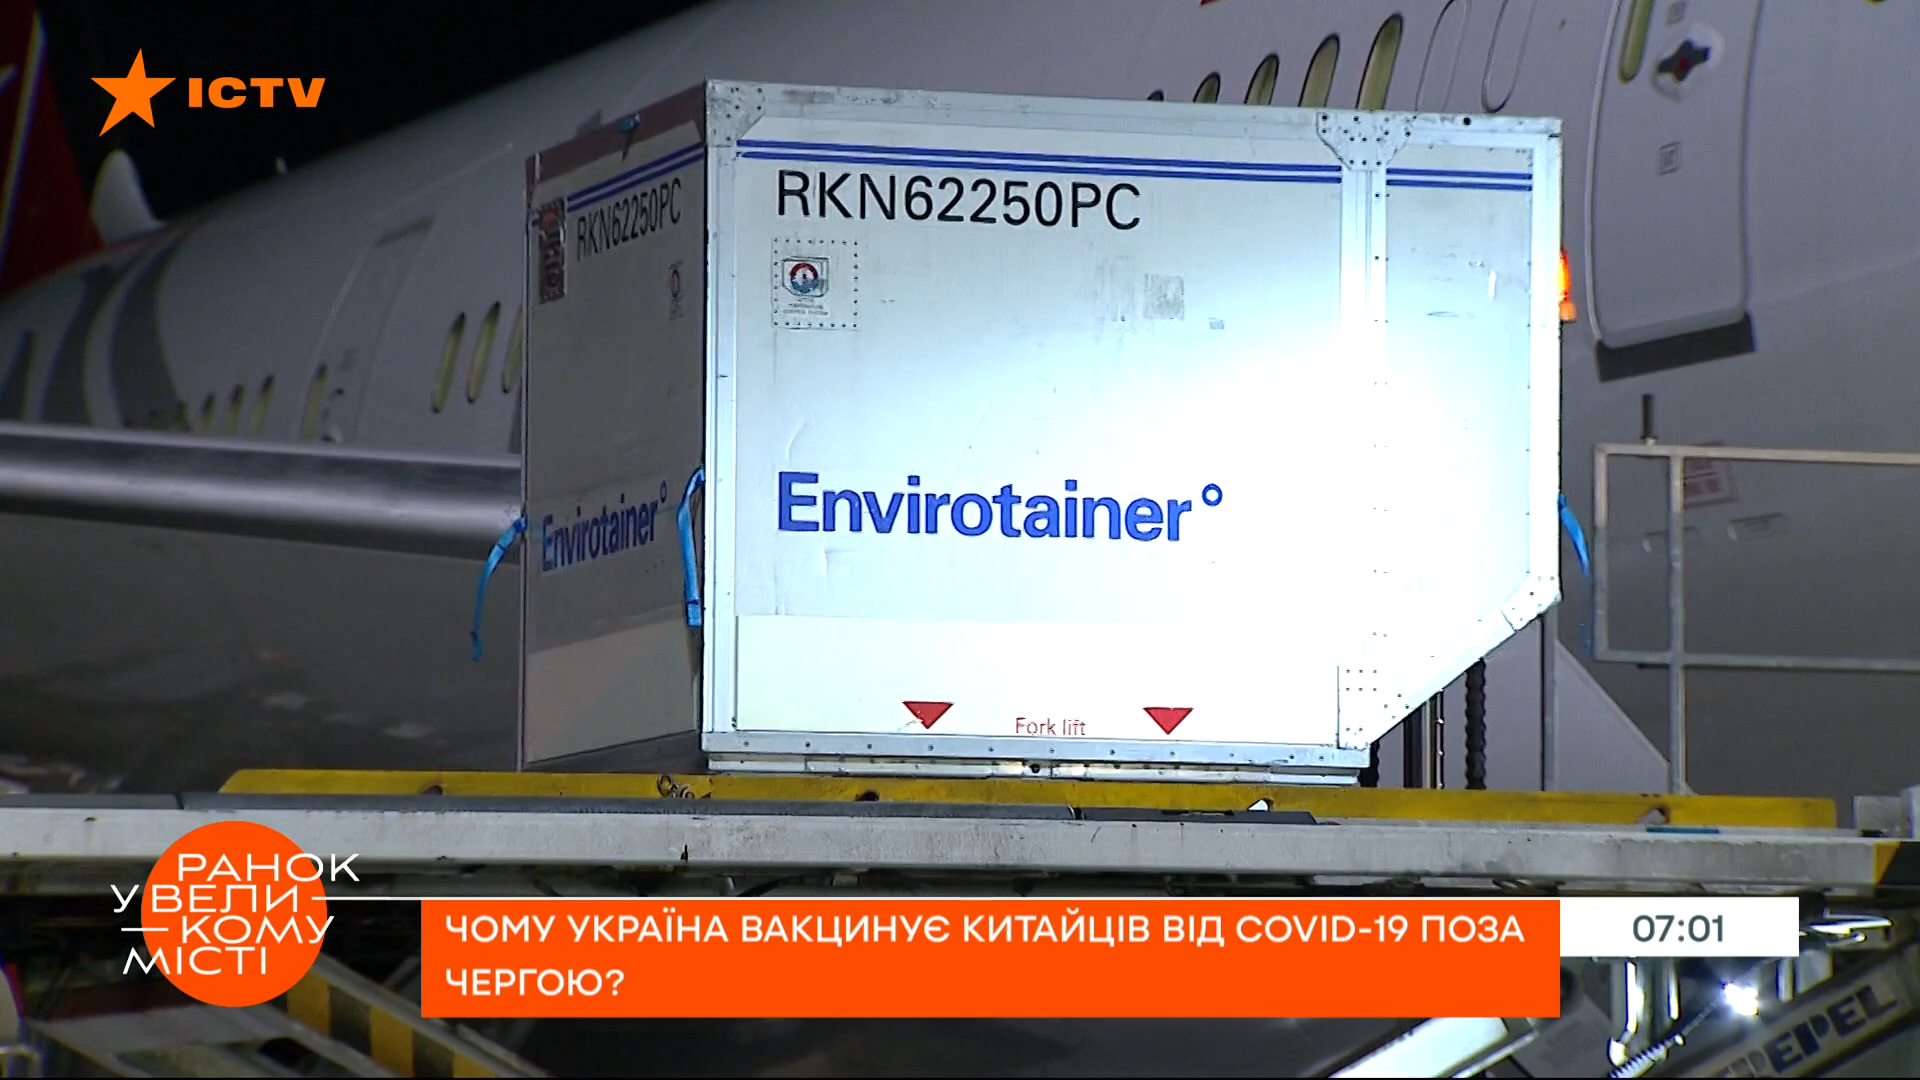 ICTV
RKN62250PC
RKN62250PC
Envirotainer°
Envirotainer°
Fork lift
РАНОК
У ВЕЛИ–
–КОМУ
МІСТІ
ЧОМУ УКРАЇНА ВАКЦИНУЄ КИТАЙЦІВ ВІД COVID-19 ПОЗА
ЧЕРГОЮ?
07:01